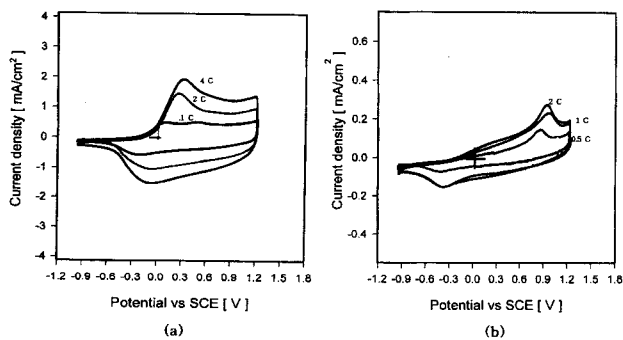 Current density [ mA/cm² ]
4
3
2
1
0
-1
-2
-3
-4
4 C
2 C
.1 C
-1.2 -0.9 -0.6 -0.3 0.0 0.3 0.6 0.9 1.2 1.5 1.8
Potential vs SCE [ V ]
(a)
Current density [ mA/cm² ]
0.6
0.4
0.2
0.0
-0.2
-0.4
2 C
1 C
0.5 C
-1.2 -0.9 -0.6 -0.3 0.0 0.3 0.6 0.9 1.2 1.5 1.8
Potential vs SCE [ V ]
(b)